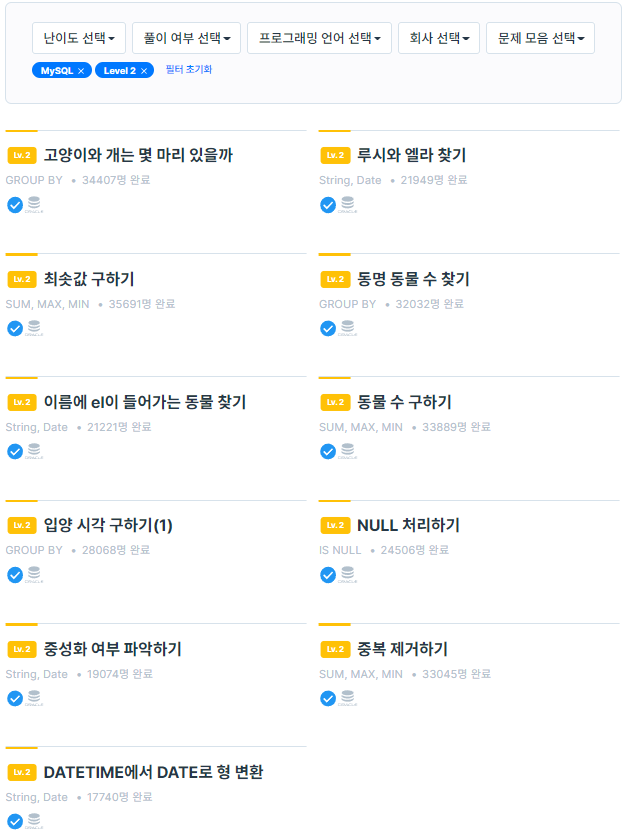 난이도 선택 풀이 여부 선택 프로그래밍 언어 선택 회사 선택 문제 모음 선택
MySQL × Level 2 × 필터 초기화
Lv. 2 고양이와 개는 몇 마리 있을까
GROUP BY • 34407명 완료
Lv. 2 루시와 엘라 찾기
String, Date • 21949명 완료
Lv. 2 최솟값 구하기
SUM, MAX, MIN • 35691명 완료
Lv. 2 동명 동물 수 찾기
GROUP BY • 32032명 완료
Lv. 2 이름에 el이 들어가는 동물 찾기
String, Date • 21221명 완료
Lv. 2 동물 수 구하기
SUM, MAX, MIN • 33889명 완료
Lv. 2 입양 시각 구하기(1)
GROUP BY • 28068명 완료
Lv. 2 NULL 처리하기
IS NULL • 24506명 완료
Lv. 2 중성화 여부 파악하기
String, Date • 19074명 완료
Lv. 2 중복 제거하기
SUM, MAX, MIN • 33045명 완료
Lv. 2 DATETIME에서 DATE로 형 변환
String, Date • 17740명 완료